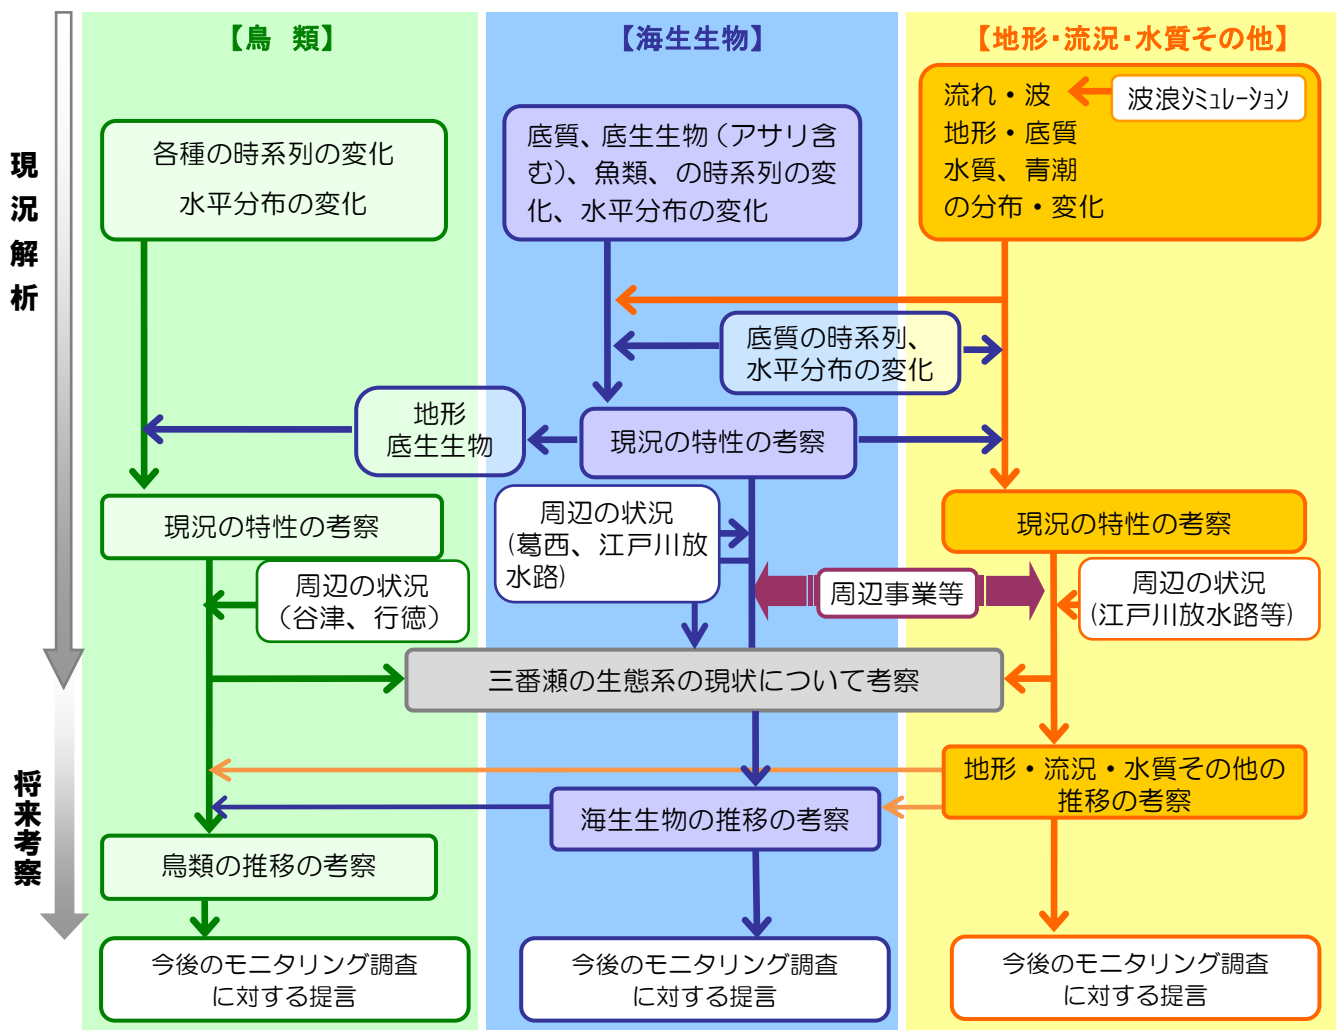 現況解析
将来考察
【鳥　類】
各種の時系列の変化
水平分布の変化
地形
底生生物
現況の特性の考察
周辺の状況
（谷津、行徳）
鳥類の推移の考察
今後のモニタリング調査
に対する提言
【海生生物】
底質、底生生物（アサリ含
む）、魚類、の時系列の変
化、水平分布の変化
底質の時系列、
水平分布の変化
現況の特性の考察
周辺の状況
(葛西、江戸川放
水路)
周辺事業等
三番瀬の生態系の現状について考察
海生生物の推移の考察
今後のモニタリング調査
に対する提言
【地形・流況・水質その他】
流れ・波
波浪ｼﾐｭﾚｰｼｮﾝ
地形・底質
水質、青潮
の分布・変化
現況の特性の考察
周辺の状況
(江戸川放水路等)
地形・流況・水質その他の
推移の考察
今後のモニタリング調査
に対する提言